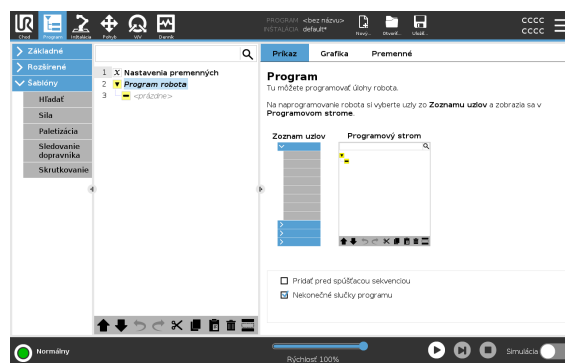 PROGRAM <bez názvu>
INŠTALÁCIA default*
Chod Program Inštalácia Pohyb V/V Denník
Nový... Otvoriť... Uložiť...
CCCC
CCCC
Základné
Rozšírené
Šablóny
Hľadať
Sila
Paletizácia
Sledovanie
dopravníka
Skrutkovanie
1 X Nastavenia premenných
2 Program robota
3 <prázdne>
Príkaz Grafika Premenné
Program
Tu môžete programovať úlohy robota.
Na naprogramovanie robota si vyberte uzly zo Zoznamu uzlov a zobrazia sa v
Programovom strome.
Zoznam uzlov Programový strom
Pridať pred spúšťacou sekvenciou
Nekonečné slučky programu
Normálny
Rýchlosť 100%
Simulácia